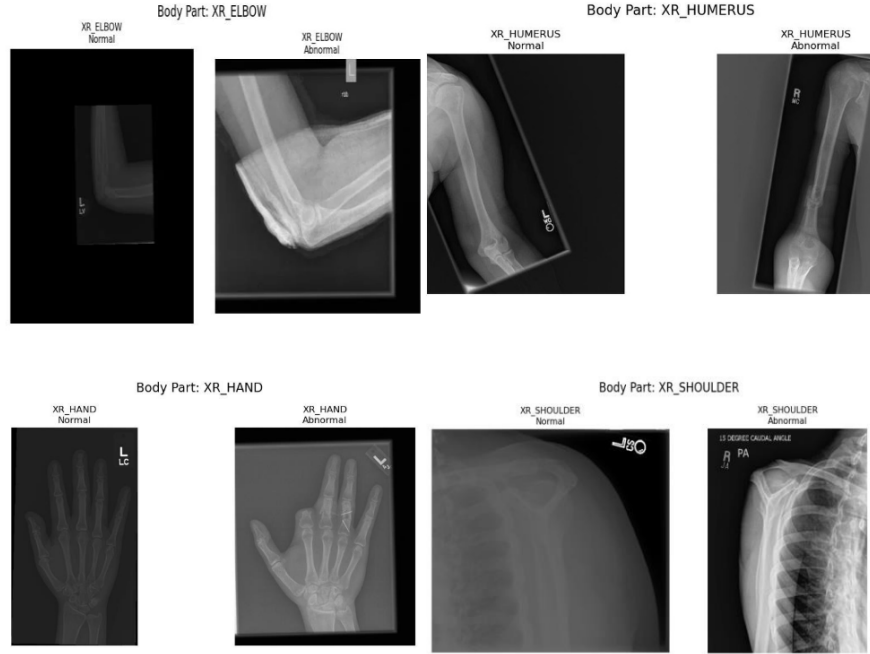 Body Part: XR_ELBOW
XR_ELBOW
Normal
XR_ELBOW
Abnormal
L
L
Body Part: XR_HUMERUS
XR_HUMERUS
Normal
XR_HUMERUS
Abnormal
L
R
Body Part: XR_HAND
XR_HAND
Normal
XR_HAND
Abnormal
L
LC
L
Body Part: XR_SHOULDER
XR_SHOULDER
Normal
XR_SHOULDER
Abnormal
L
15 DEGREE CAUDAL ANGLE
R PA